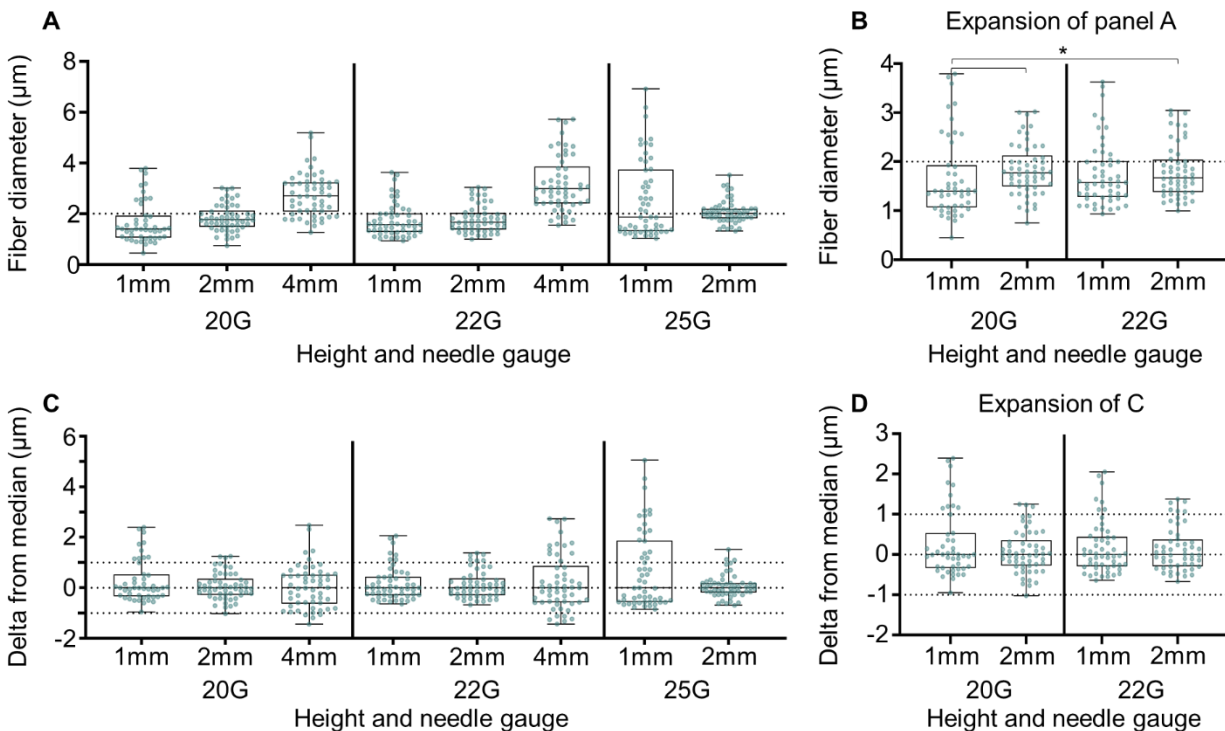 A
Fiber diameter (µm)
8
6
4
2
0
1mm 2mm 4mm 1mm 2mm 4mm 1mm 2mm
20G 22G 25G
Height and needle gauge
B Expansion of panel A
*
Fiber diameter (µm)
4
3
2
1
0
1mm 2mm 1mm 2mm
20G 22G
Height and needle gauge
C
Delta from median (µm)
6
4
2
0
-2
1mm 2mm 4mm 1mm 2mm 4mm 1mm 2mm
20G 22G 25G
Height and needle gauge
D Expansion of C
Delta from median (µm)
3
2
1
0
-1
-2
1mm 2mm 1mm 2mm
20G 22G
Height and needle gauge